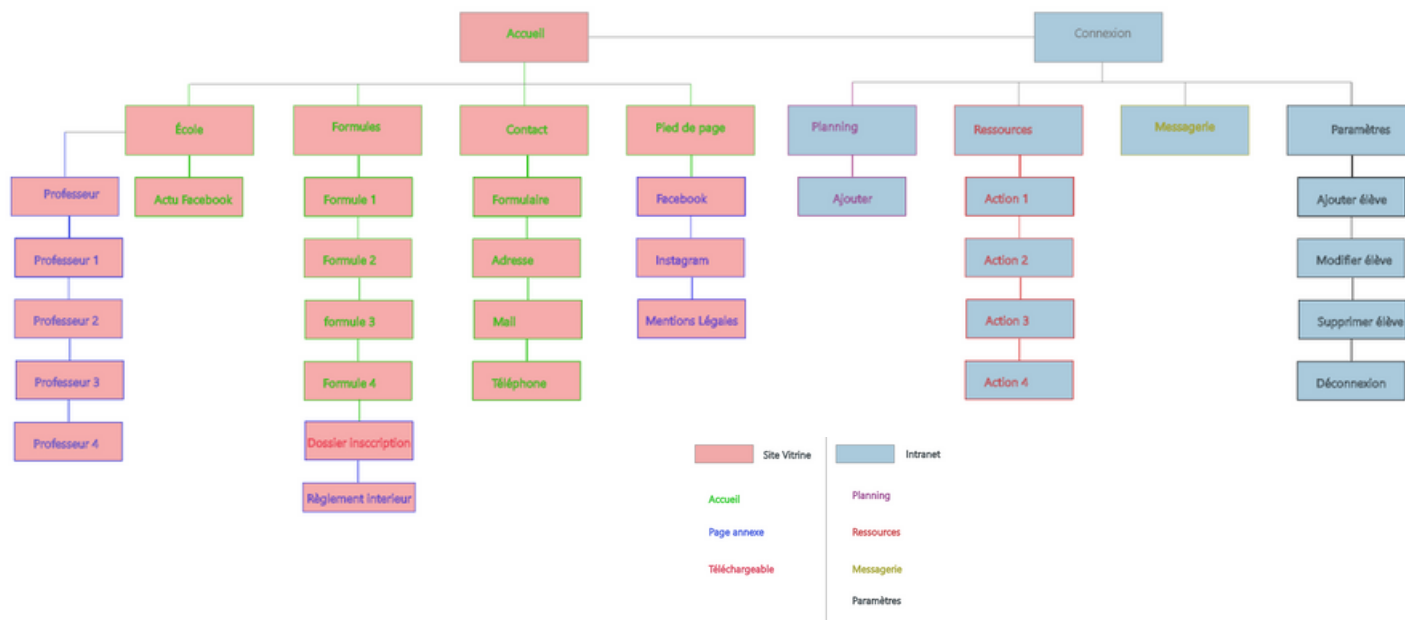 Accueil
Connexion
École
Formules
Contact
Pied de page
Planning
Ressources
Messagerie
Paramètres
Professeur
Actu Facebook
Formule 1
Formulaire
Facebook
Ajouter
Action 1
Ajouter élève
Professeur 1
Formule 2
Adresse
Instagram
Action 2
Modifier élève
Professeur 2
formule 3
Mail
Mentions Légales
Action 3
Supprimer élève
Professeur 3
Formule 4
Téléphone
Action 4
Déconnexion
Professeur 4
Dossier insccription
Règlement interieur
Site Vitrine
Intranet
Accueil
Planning
Page annexe
Ressources
Téléchargeable
Messagerie
Paramètres